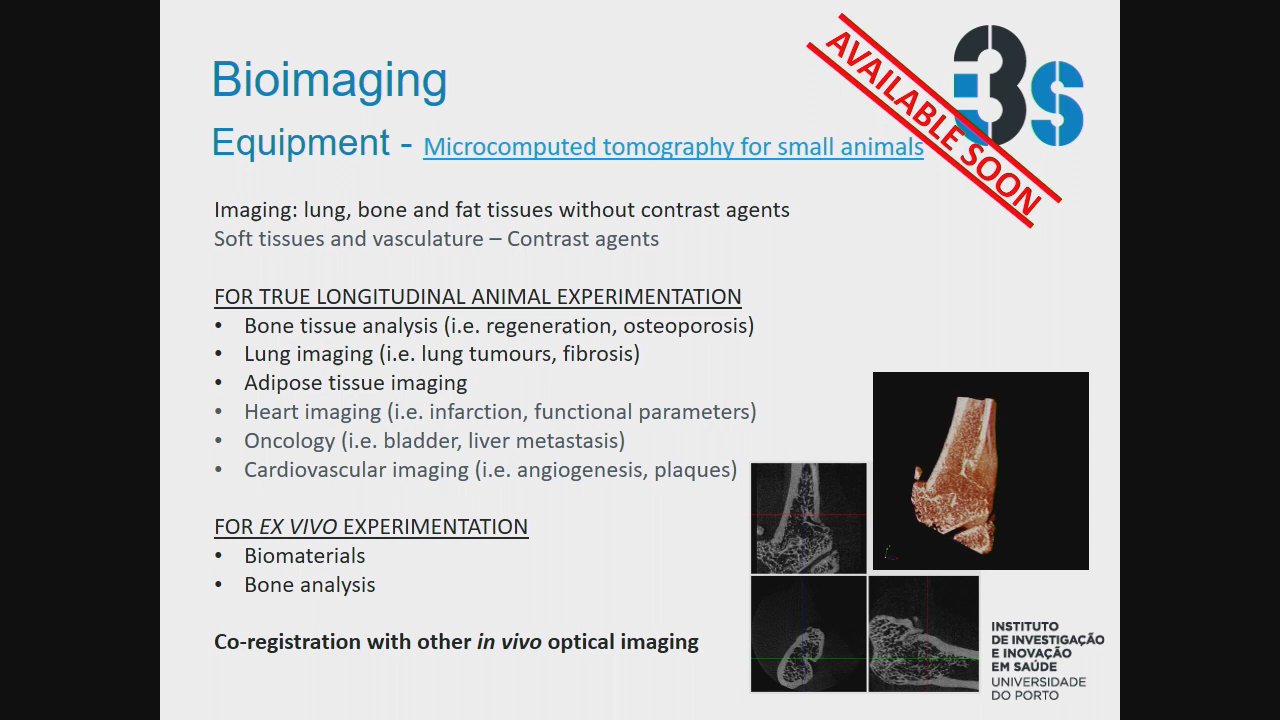 Bioimaging
AVAILABLE SOON
3s
Equipment - Microcomputed tomography for small animals
Imaging: lung, bone and fat tissues without contrast agents
Soft tissues and vasculature – Contrast agents
FOR TRUE LONGITUDINAL ANIMAL EXPERIMENTATION
• Bone tissue analysis (i.e. regeneration, osteoporosis)
• Lung imaging (i.e. lung tumours, fibrosis)
• Adipose tissue imaging
• Heart imaging (i.e. infarction, functional parameters)
• Oncology (i.e. bladder, liver metastasis)
• Cardiovascular imaging (i.e. angiogenesis, plaques)
FOR EX VIVO EXPERIMENTATION
• Biomaterials
• Bone analysis
Co-registration with other in vivo optical imaging
INSTITUTO
DE INVESTIGAÇÃO
E INOVAÇÃO
EM SAÚDE
UNIVERSIDADE
DO PORTO